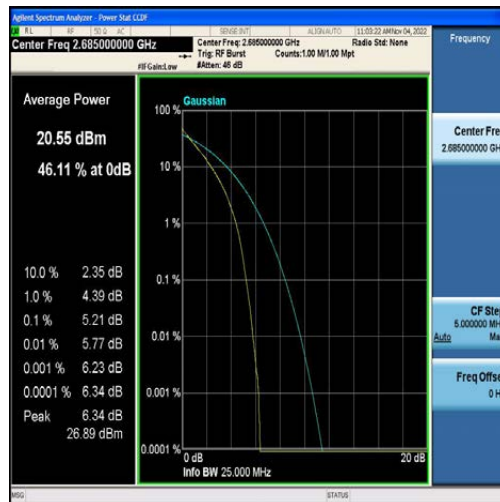 Agilent Spectrum Analyzer - Power Stat CCDF
RL RF 50 Ω AC SENSE:INT ALIGNAUTO 11:03:22 AM Nov 04, 2022
Center Freq 2.685000000 GHz
Center Freq: 2.685000000 GHz Radio Std: None
Trig: RF Burst Counts:1.00 M/1.00 Mpt
#IFGain:Low #Atten: 46 dB
Frequency
Average Power
20.55 dBm
46.11 % at 0dB
10.0 % 2.35 dB
1.0 % 4.39 dB
0.1 % 5.21 dB
0.01 % 5.77 dB
0.001 % 6.23 dB
0.0001 % 6.34 dB
Peak 6.34 dB
26.89 dBm
Gaussian
100 %
10 %
1 %
0.1 %
0.01 %
0.001 %
0.0001 %
0 dB 20 dB
Info BW 25.000 MHz
Center Fre
2.685000000 GH
CF Ste
5.000000 MH
Auto Ma
Freq Offse
0 H
MSG STATUS